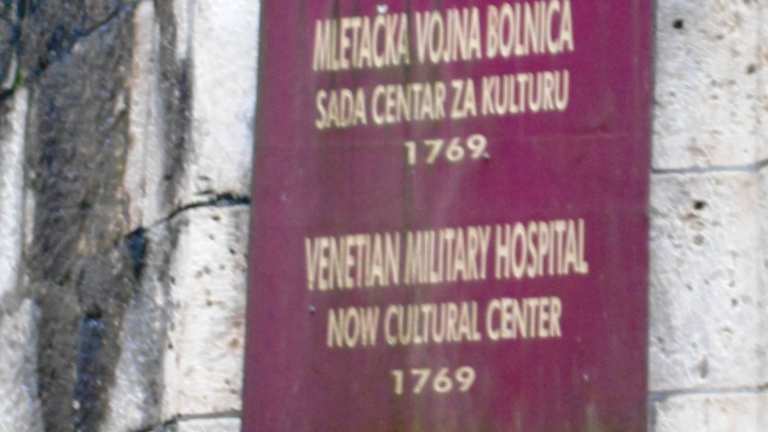 MLETAČKA VOJNA BOLNICA
SADA CENTAR ZA KULTURU
1769.
VENETIAN MILITARY HOSPITAL
NOW CULTURAL CENTER
1769